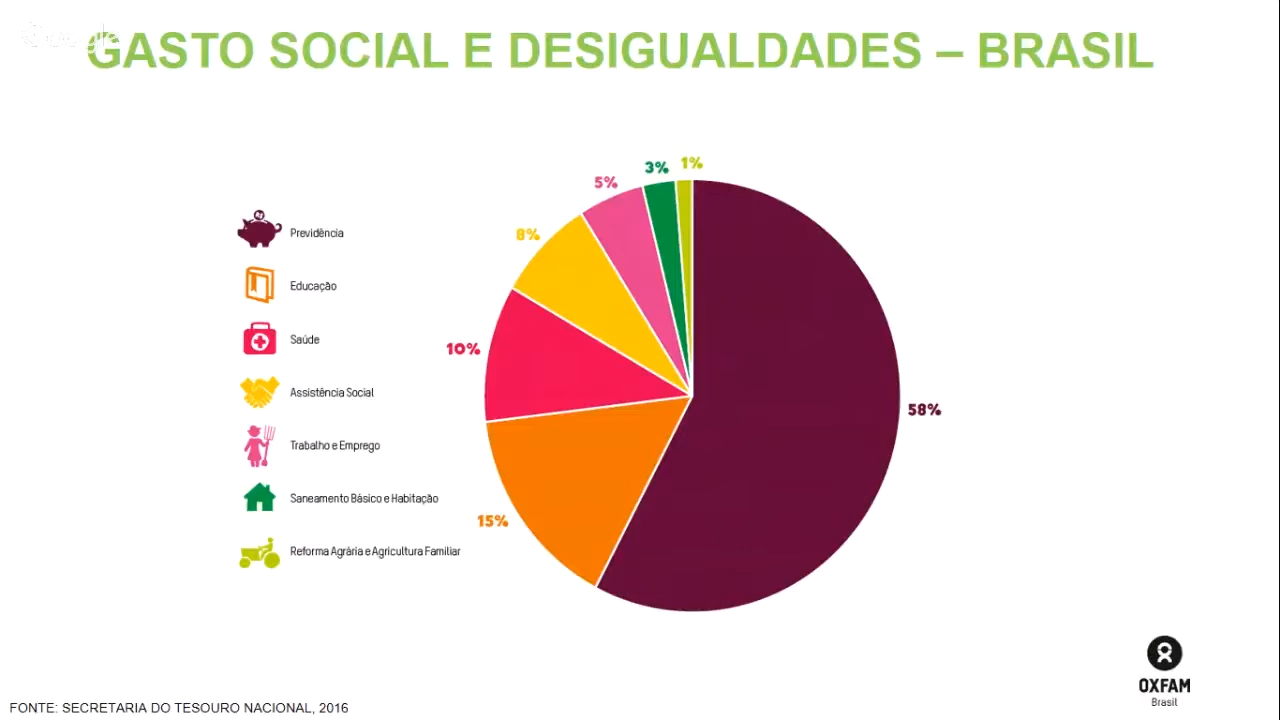 Google
GASTO SOCIAL E DESIGUALDADES – BRASIL
Previdência
Educação
Saúde
Assistência Social
Trabalho e Emprego
Saneamento Básico e Habitação
Reforma Agrária e Agricultura Familiar
1%
3%
5%
8%
10%
58%
15%
OXFAM
Brasil
FONTE: SECRETARIA DO TESOURO NACIONAL, 2016